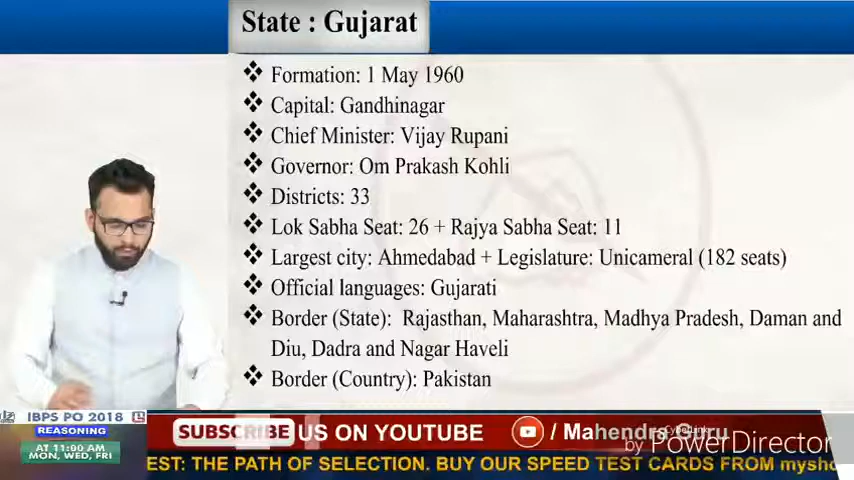 State : Gujarat
Formation: 1 May 1960
Capital: Gandhinagar
Chief Minister: Vijay Rupani
Governor: Om Prakash Kohli
Districts: 33
Lok Sabha Seat: 26 + Rajya Sabha Seat: 11
Largest city: Ahmedabad + Legislature: Unicameral (182 seats)
Official languages: Gujarati
Border (State): Rajasthan, Maharashtra, Madhya Pradesh, Daman and
Diu, Dadra and Nagar Haveli
Border (Country): Pakistan
IBPS PO 2018
REASONING
AT 11:00 AM
MON, WED, FRI
SUBSCRIBE US ON YOUTUBE
/ Mahendra Guru
by PowerDirector
EST: THE PATH OF SELECTION. BUY OUR SPEED TEST CARDS FROM mysho